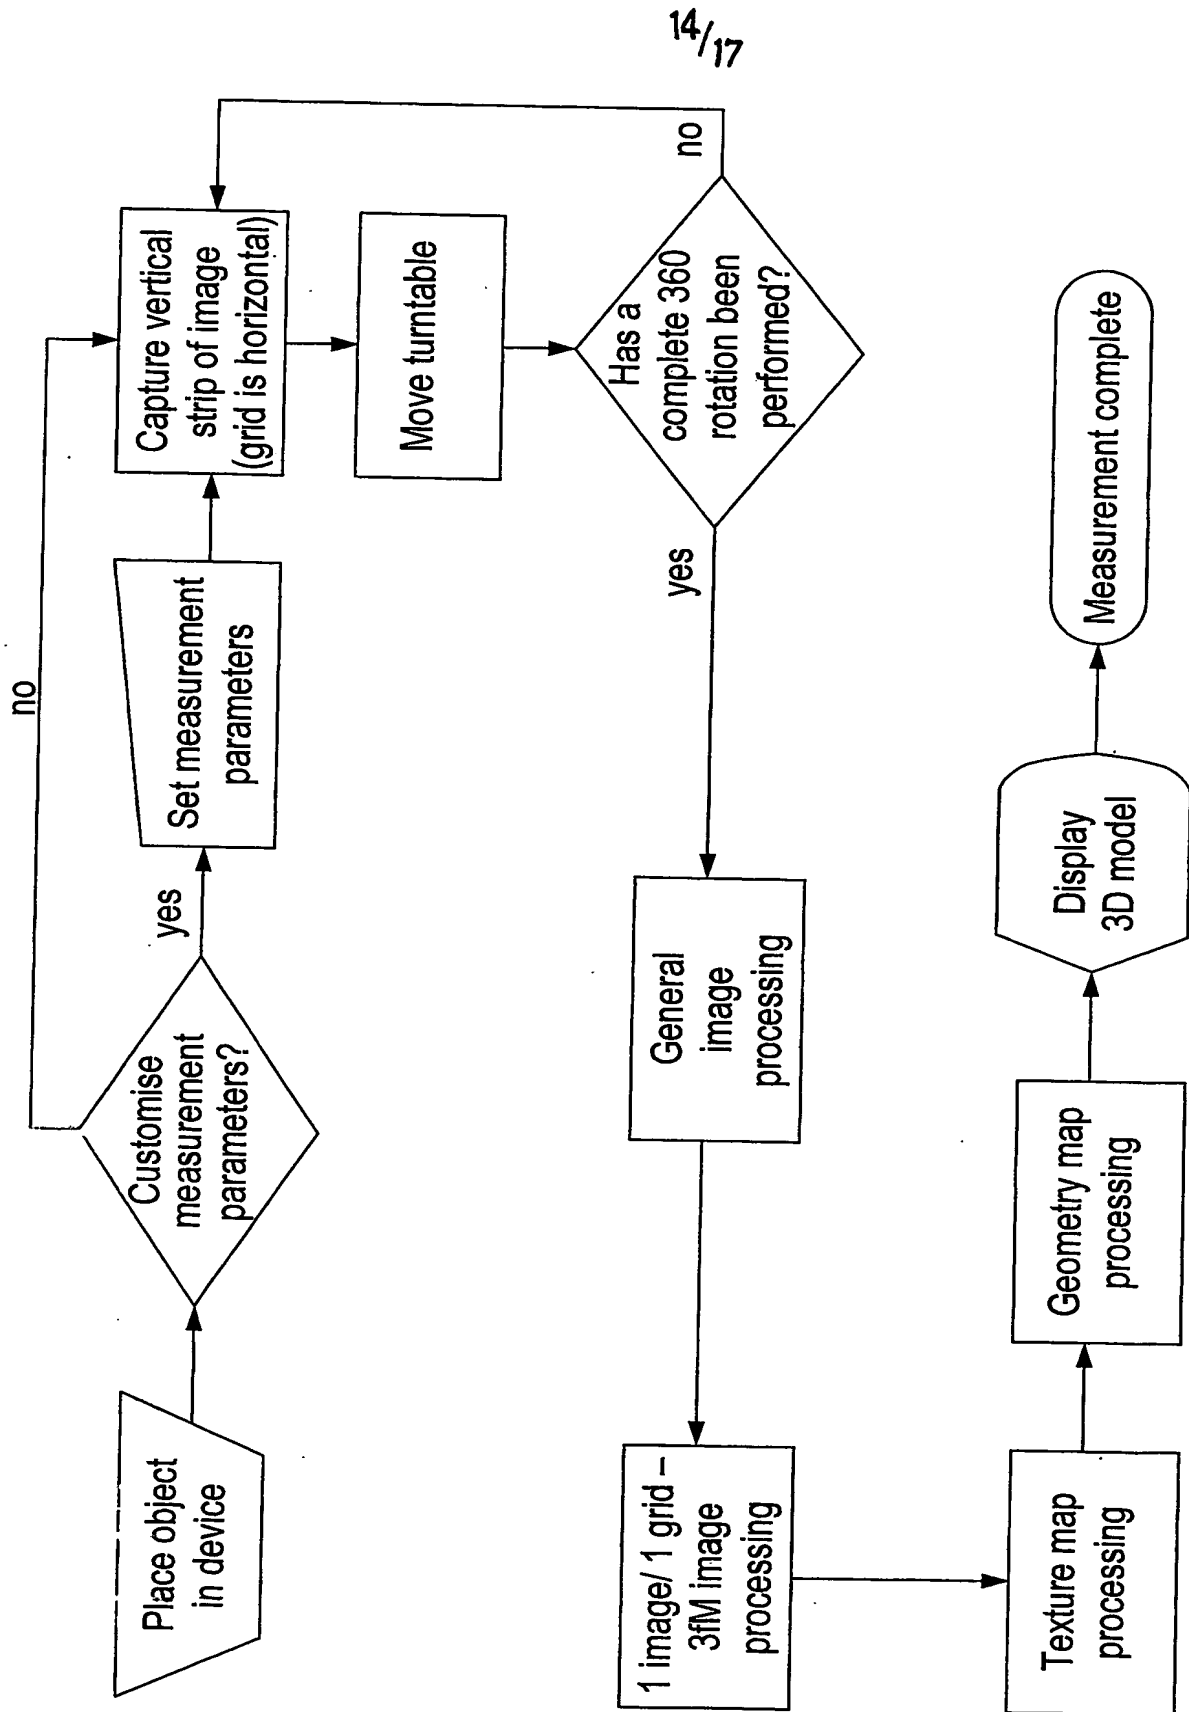 14/17
Place object
in device
Customise
measurement
parameters?
no
yes
Set measurement
parameters
Capture vertical
strip of image
(grid is horizontal)
Move turntable
Has a
complete 360
rotation been
performed?
no
yes
General
image
processing
1 image/ 1 grid –
3fM image
processing
Texture map
processing
Geometry map
processing
Display
3D model
Measurement complete